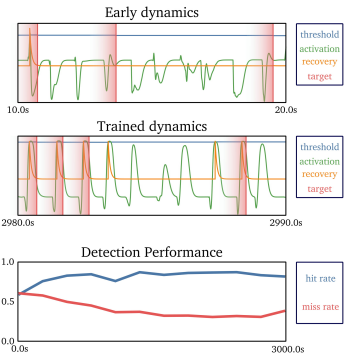 Early dynamics
threshold
activation
recovery
target
10.0s
20.0s
Trained dynamics
threshold
activation
recovery
target
2980.0s
2990.0s
Detection Performance
1.0
0.5
0.0
hit rate
miss rate
0.0s
3000.0s